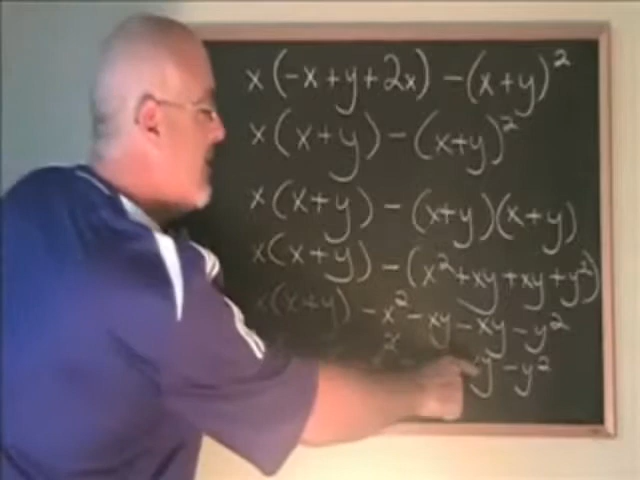 x(-x+y+2x) -(x+y)²
x(x+y)-(x+y)²
x(x+y) - (x+y)(x+y)
x(x+y) -(x²+xy+xy+y²)
x(x+y) -x²-xy-xy-y²
y -y²